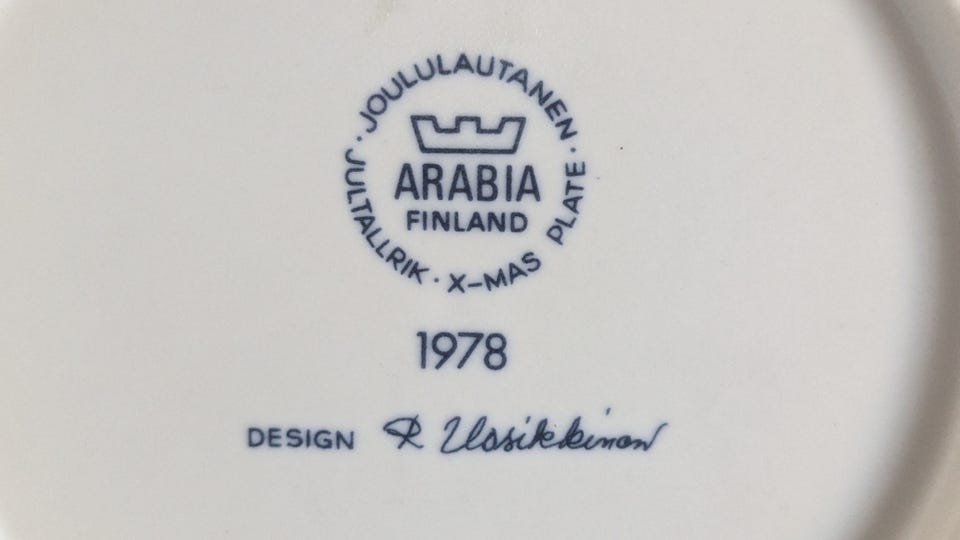 JOULULAUTANEN · X-MAS PLATE · JULTALLRIK ·
ARABIA
FINLAND
1978
DESIGN R Uosikkinen